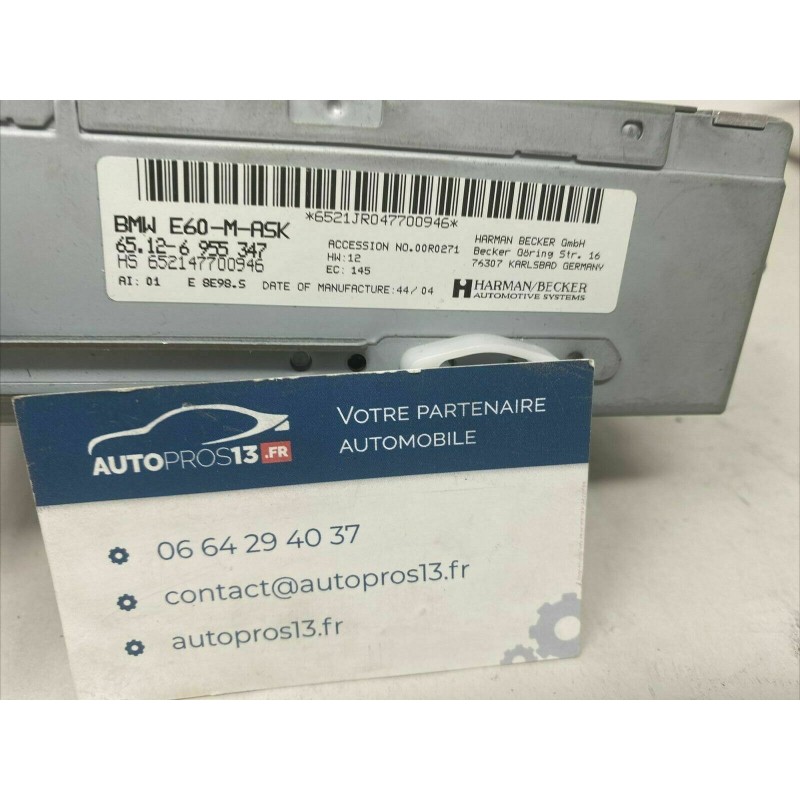 *6521JR047700946*
BMW E60-M-ASK
65.12-6 955 347
HS 652147700946
AI: 01 E 8E98.S DATE OF MANUFACTURE:44/04
ACCESSION NO.00R0271
HW:12
EC: 145
HARMAN BECKER GmbH
Becker Göring Str. 16
76307 KARLSBAD GERMANY
HARMAN/BECKER
AUTOMOTIVE SYSTEMS
AUTOPROS13.FR
VOTRE PARTENAIRE
AUTOMOBILE
06 64 29 40 37
contact@autopros13.fr
autopros13.fr